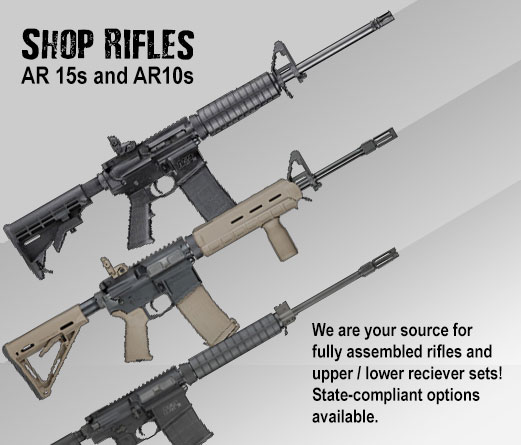 SHOP RIFLES
AR 15s and AR10s
We are your source for
fully assembled rifles and
upper / lower reciever sets!
State-compliant options
available.